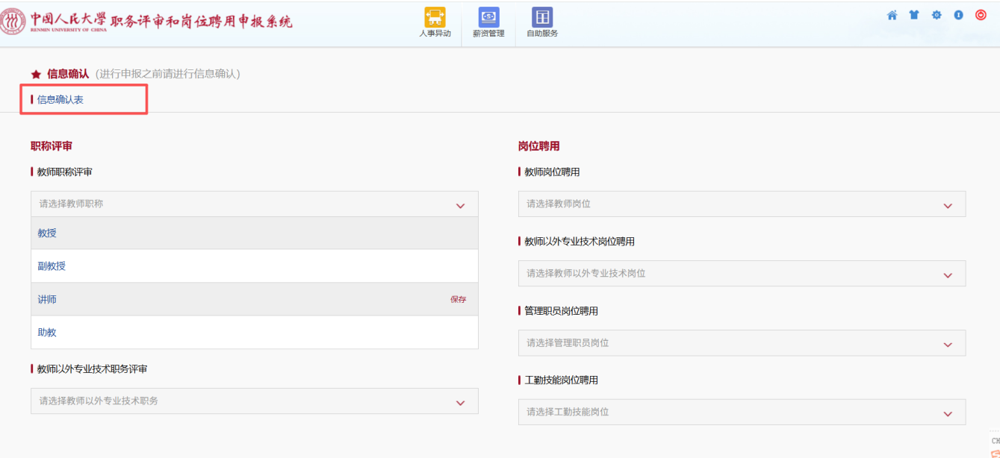 中国人民大学 职务评审和岗位聘用申报系统
RENMIN UNIVERSITY OF CHINA
人事异动
薪资管理
自助服务
信息确认 (进行申报之前请进行信息确认)
信息确认表
职称评审
教师职称评审
请选择教师职称
教授
副教授
讲师 保存
助教
教师以外专业技术职务评审
请选择教师以外专业技术职务
岗位聘用
教师岗位聘用
请选择教师岗位
教师以外专业技术岗位聘用
请选择教师以外专业技术岗位
管理职员岗位聘用
请选择管理职员岗位
工勤技能岗位聘用
请选择工勤技能岗位